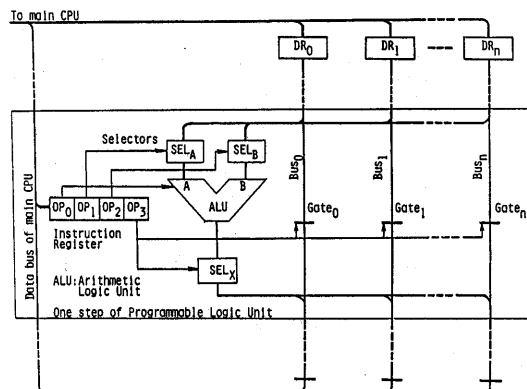 To main CPU
DR0 DR1 DRn
Selectors
SELA SELB
Bus0 Bus1 Busn
A B
OP0 OP1 OP2 OP3
ALU
Gate0 Gate1 Gaten
Instruction
Register
SELX
ALU:Arithmetic
Logic Unit
One step of Programmable Logic Unit
Data bus of main CPU